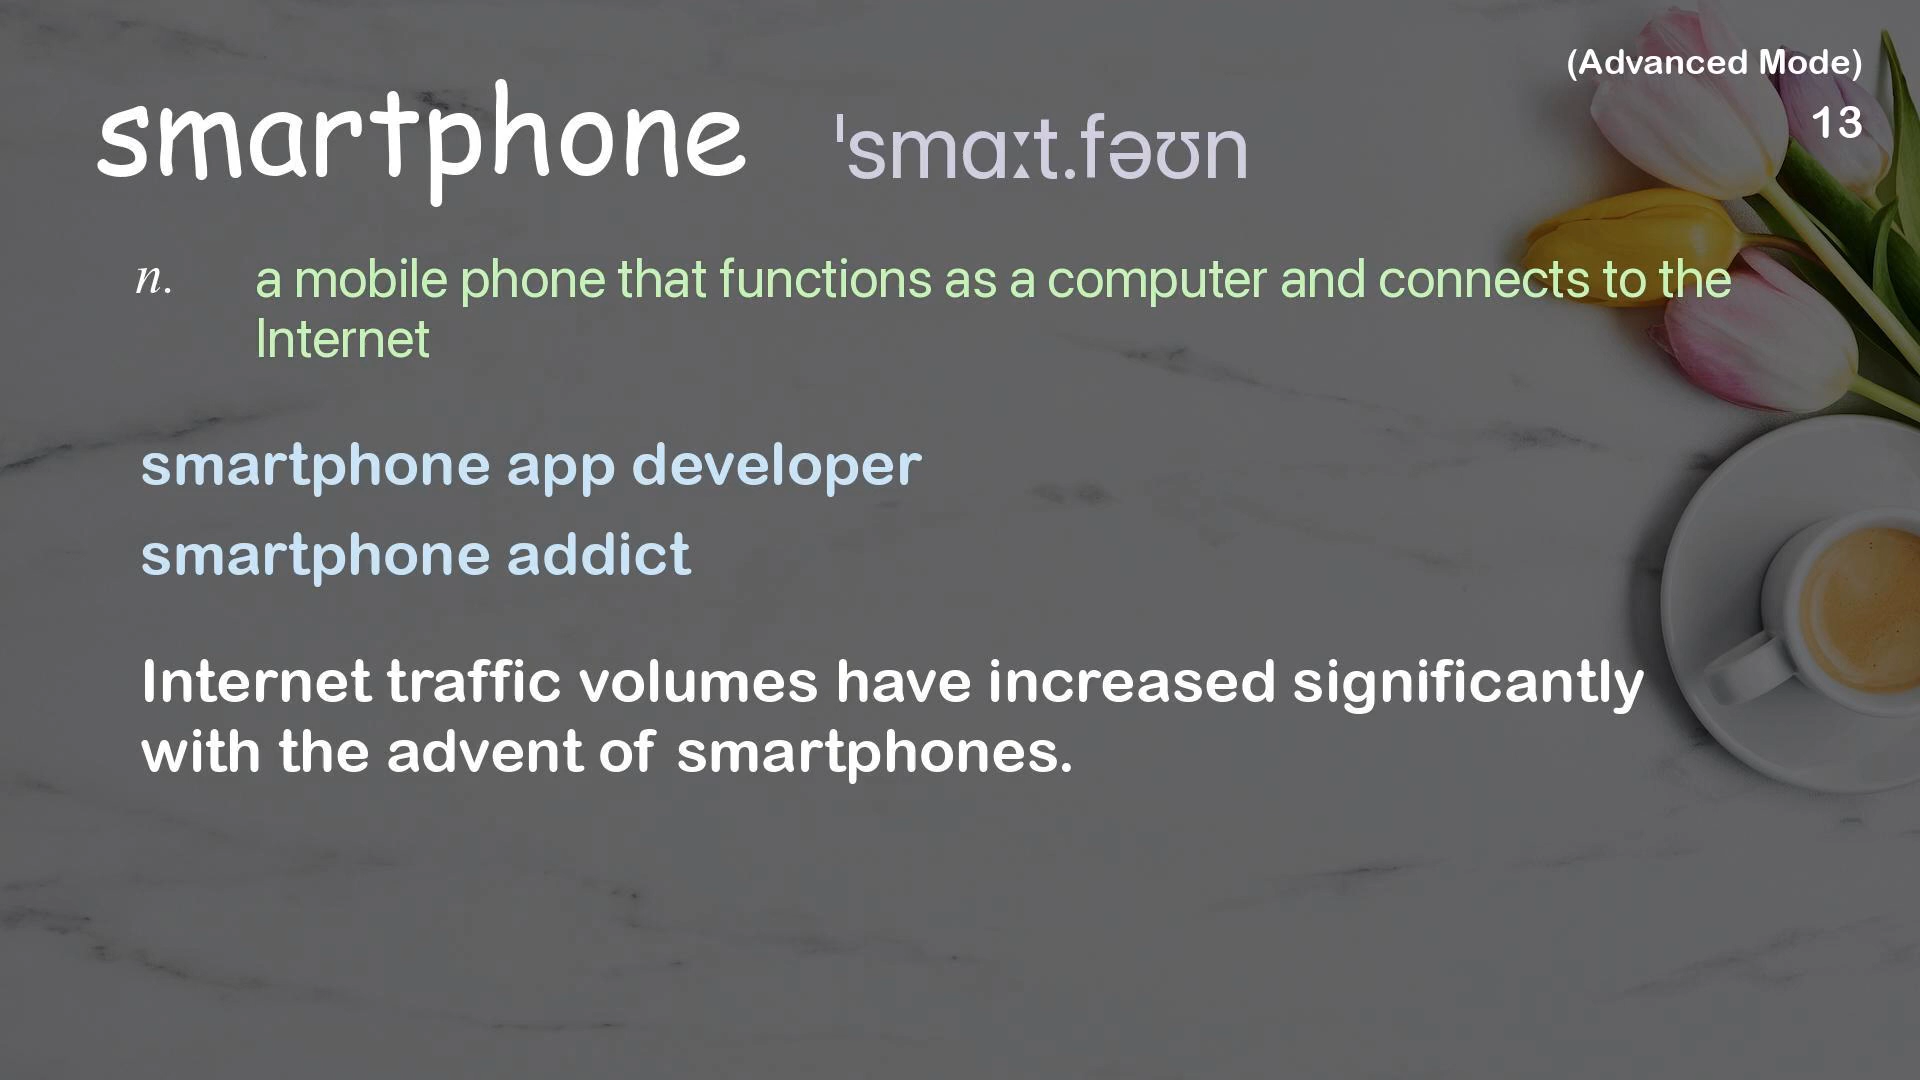 (Advanced Mode)
13
smartphone ˈsmɑːt.fəʊn
n. a mobile phone that functions as a computer and connects to the
Internet
smartphone app developer
smartphone addict
Internet traffic volumes have increased significantly
with the advent of smartphones.